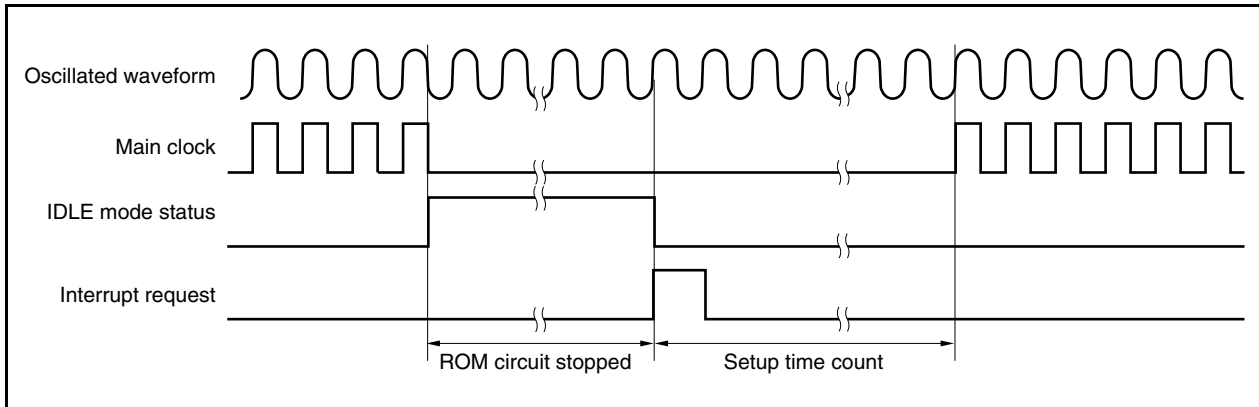 Oscillated waveform
Main clock
IDLE mode status
Interrupt request
ROM circuit stopped
Setup time count